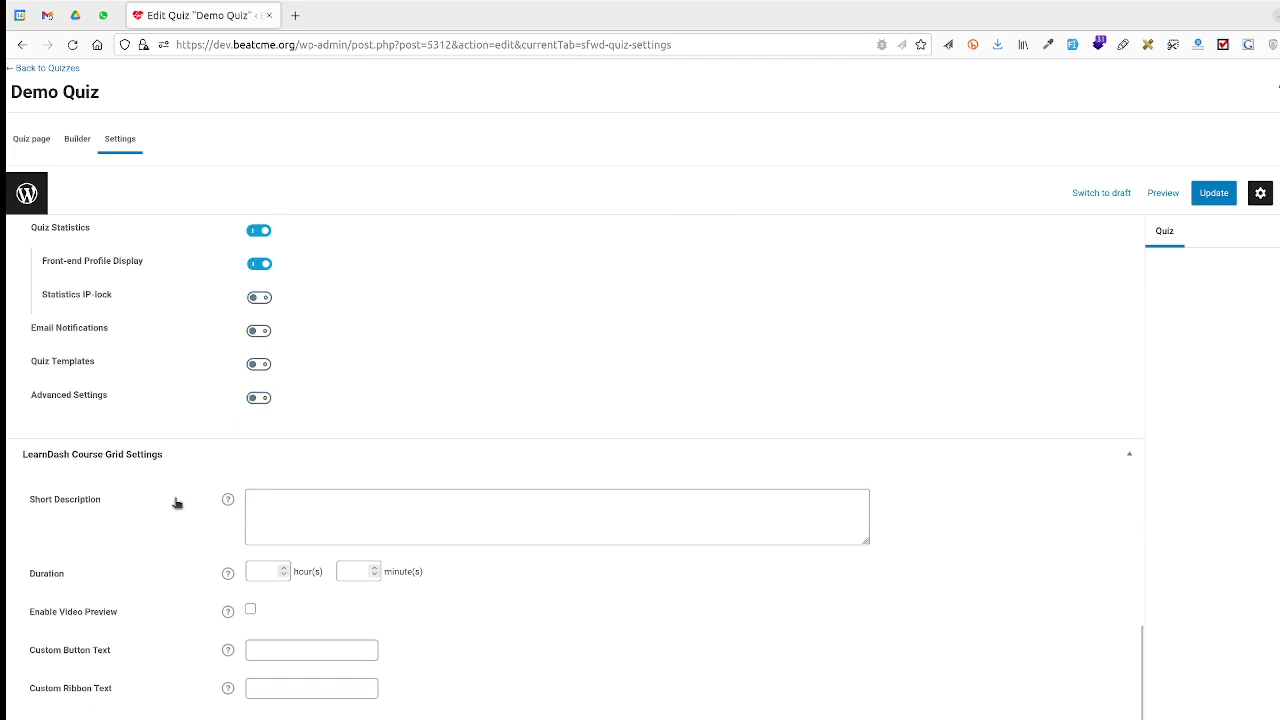 Edit Quiz "Demo Quiz" ‹
https://dev.beatcme.org/wp-admin/post.php?post=5312&action=edit&currentTab=sfwd-quiz-settings
31
← Back to Quizzes
Demo Quiz
Quiz page Builder Settings
Switch to draft Preview Update
Quiz Statistics
Quiz
Front-end Profile Display
Statistics IP-lock
Email Notifications
Quiz Templates
Advanced Settings
LearnDash Course Grid Settings
Short Description ?
Duration ? hour(s) minute(s)
Enable Video Preview ?
Custom Button Text ?
Custom Ribbon Text ?